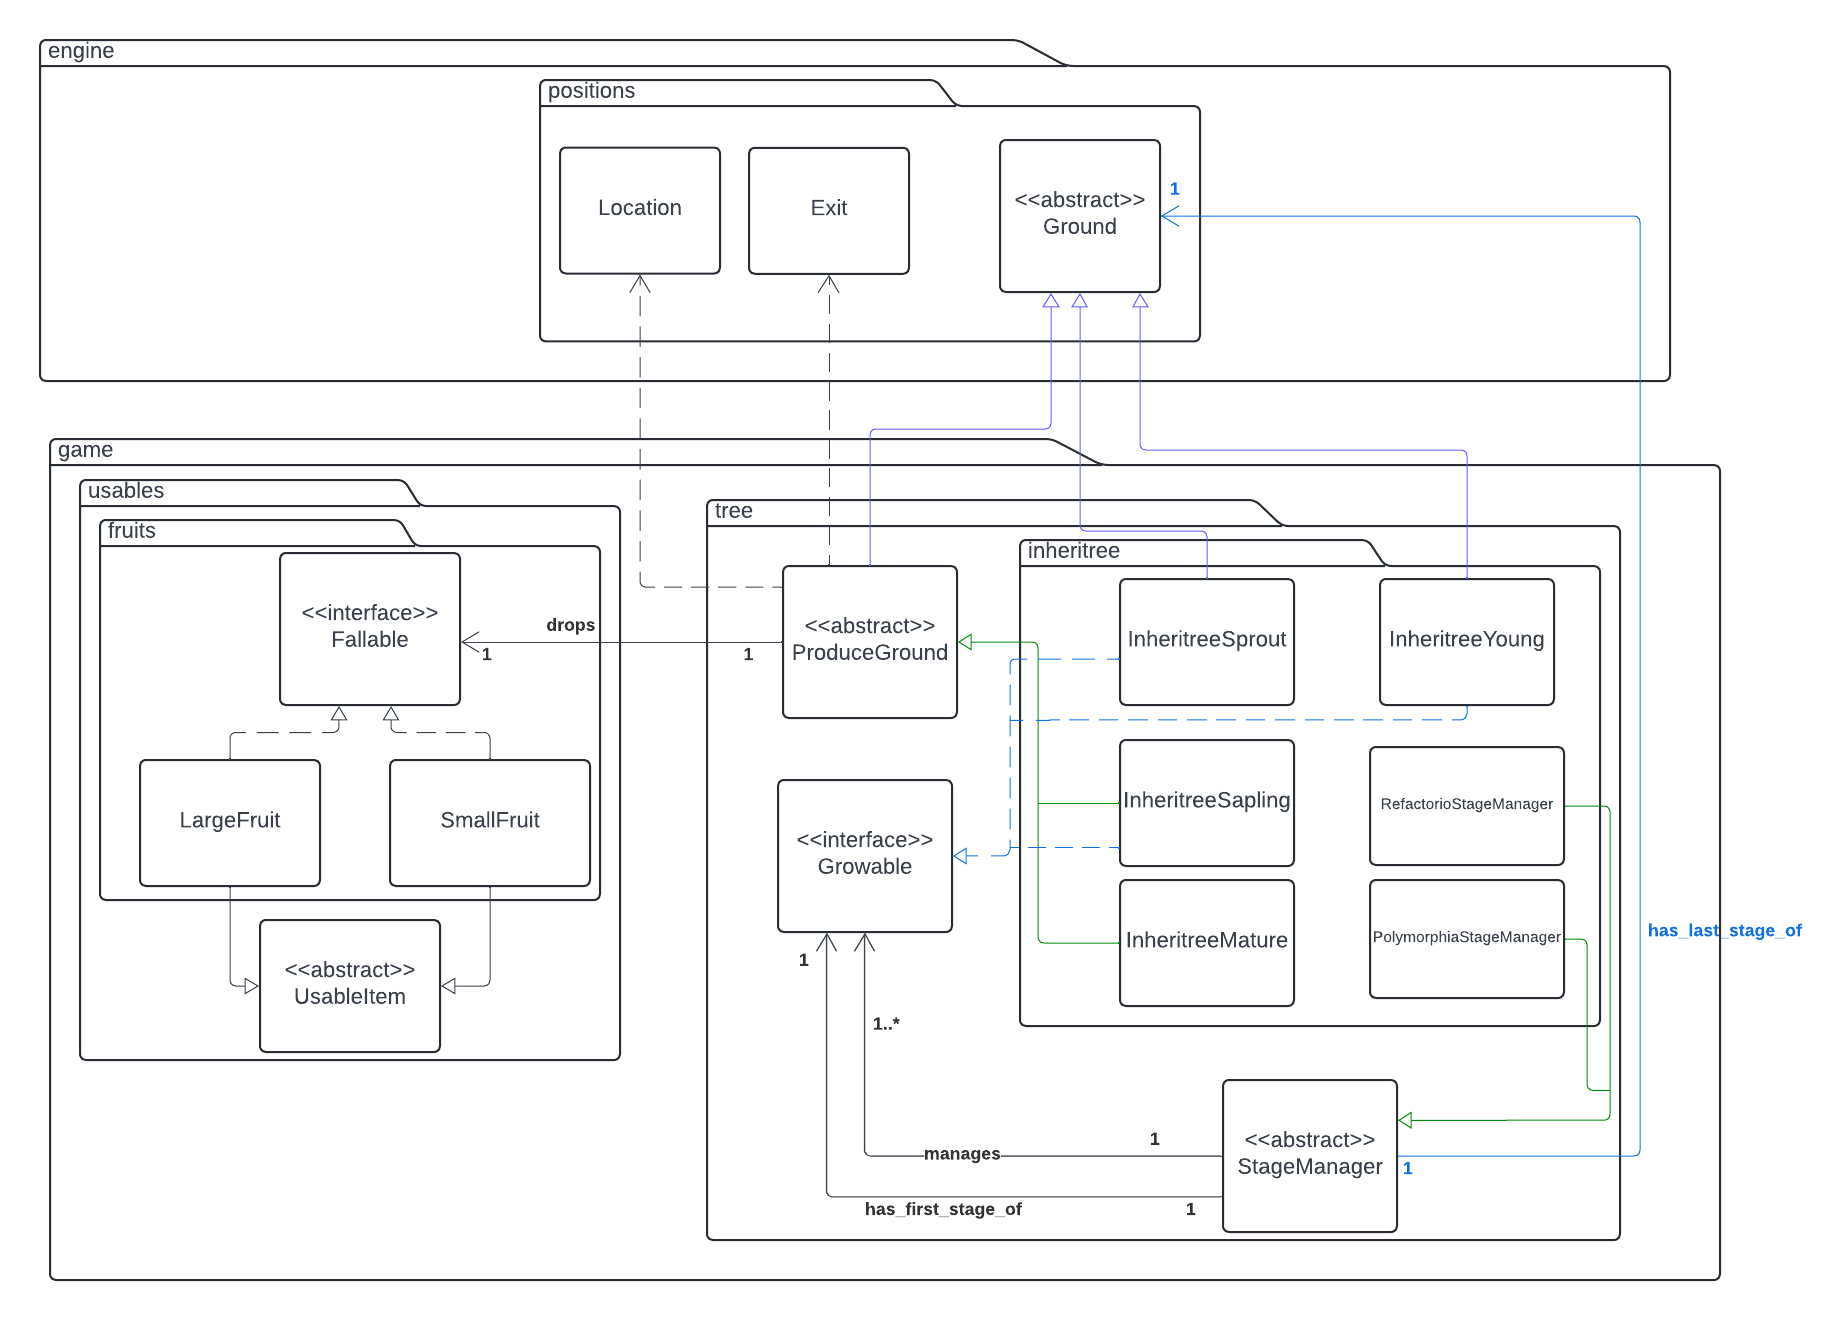 engine
positions
Location
Exit
<<abstract>>
Ground
1
game
usables
fruits
<<interface>>
Fallable
drops
1
1
LargeFruit
SmallFruit
<<abstract>>
UsableItem
tree
<<abstract>>
ProduceGround
inheritree
InheritreeSprout
InheritreeYoung
InheritreeSapling
RefactorioStageManager
<<interface>>
Growable
InheritreeMature
PolymorphiaStageManager
has_last_stage_of
1
1..*
manages
1
<<abstract>>
StageManager
1
has_first_stage_of
1